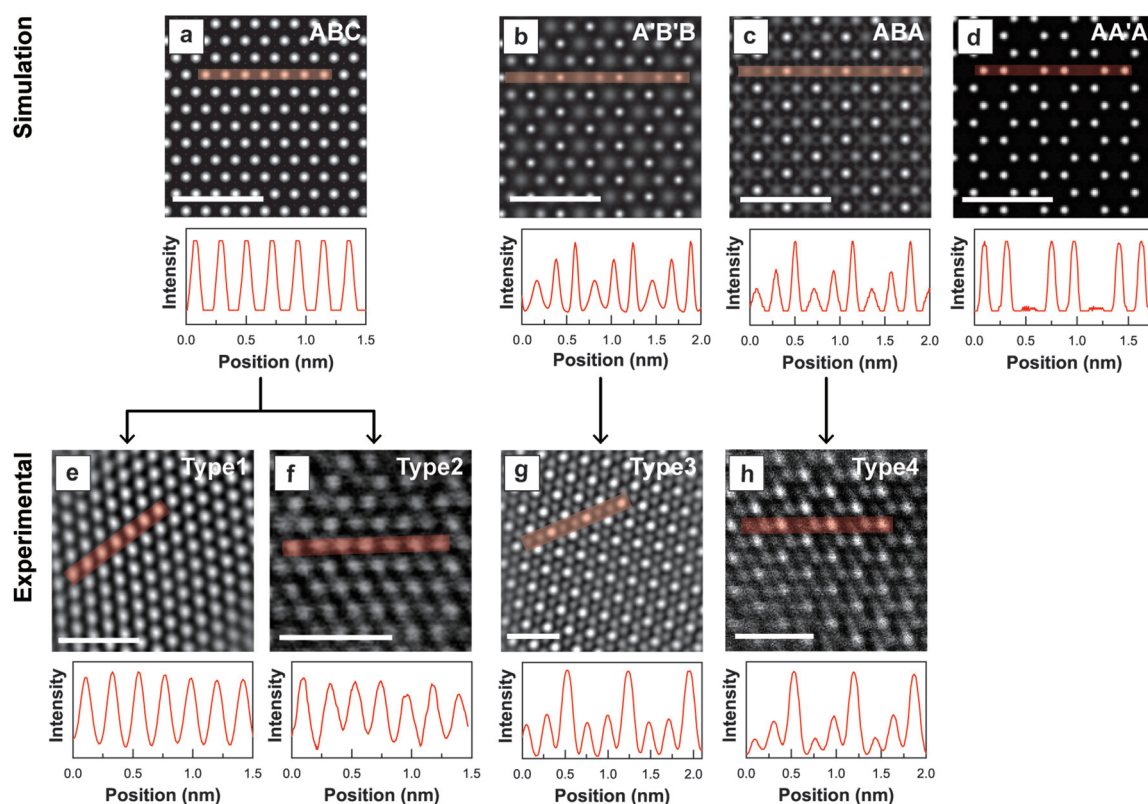 Simulation
a
ABC
b
A'B'B
c
ABA
d
AA'A
Intensity
0.0 0.5 1.0 1.5
Position (nm)
Intensity
0.0 0.5 1.0 1.5 2.0
Position (nm)
Intensity
0.0 0.5 1.0 1.5 2.0
Position (nm)
Intensity
0.0 0.5 1.0 1.5
Position (nm)
Experimental
e
Type1
f
Type2
g
Type3
h
Type4
Intensity
0.0 0.5 1.0 1.5
Position (nm)
Intensity
0.0 0.5 1.0 1.5
Position (nm)
Intensity
0.0 0.5 1.0 1.5 2.0
Position (nm)
Intensity
0.0 0.5 1.0 1.5 2.0
Position (nm)